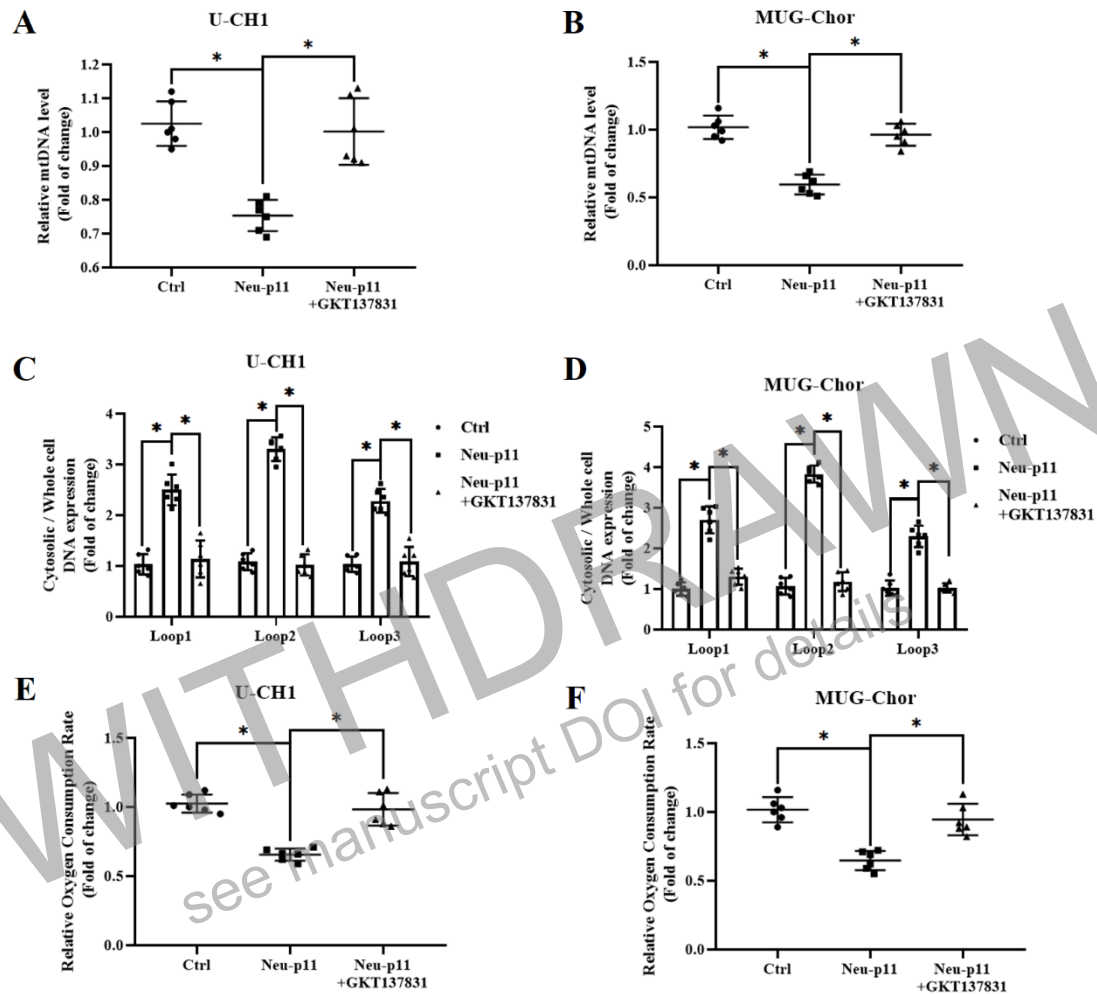 A
U-CH1
Relative mtDNA level
(Fold of change)
1.2
1.1
1.0
0.9
0.8
0.7
0.6
*
*
Ctrl
Neu-p11
Neu-p11
+GKT137831
B
MUG-Chor
Relative mtDNA level
(Fold of change)
1.5
1.0
0.5
0.0
*
*
Ctrl
Neu-p11
Neu-p11
+GKT137831
C
U-CH1
Cytosolic / Whole cell
DNA expression
(Fold of change)
4
3
2
1
0
*
*
*
*
*
*
Loop1
Loop2
Loop3
Ctrl
Neu-p11
Neu-p11
+GKT137831
D
MUG-Chor
Cytosolic / Whole cell
DNA expression
(Fold of change)
5
4
3
2
1
0
*
*
*
*
*
*
Loop1
Loop2
Loop3
Ctrl
Neu-p11
Neu-p11
+GKT137831
E
U-CH1
Relative Oxygen Consumption Rate
(Fold of change)
1.5
1.0
0.5
0.0
*
*
Ctrl
Neu-p11
Neu-p11
+GKT137831
F
MUG-Chor
Relative Oxygen Consumption Rate
(Fold of change)
1.5
1.0
0.5
0.0
*
*
Ctrl
Neu-p11
Neu-p11
+GKT137831
WITHDRAWN
see manuscript DOI for details